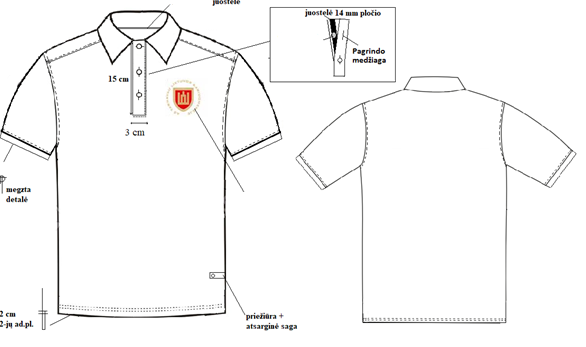 juostelė
juostelė 14 mm pločio
Pagrindo
medžiaga
15 cm
3 cm
megzta
detalė
2 cm
2-jų ad.pl.
priežiūra +
atsarginė saga